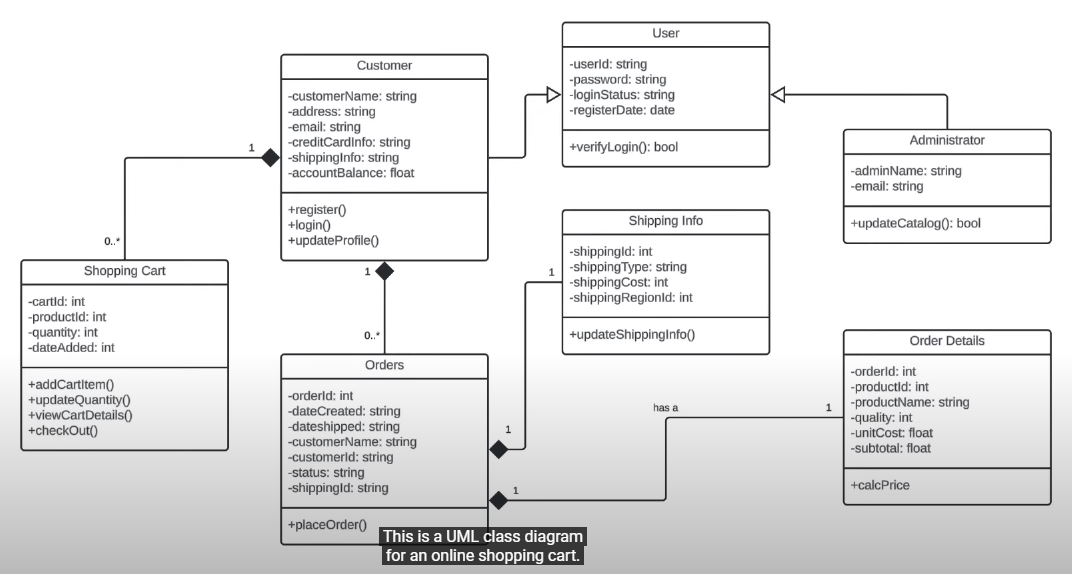 User
-userId: string
-password: string
-loginStatus: string
-registerDate: date
+verifyLogin(): bool
Customer
-customerName: string
-address: string
-email: string
-creditCardInfo: string
-shippingInfo: string
-accountBalance: float
+register()
+login()
+updateProfile()
Administrator
-adminName: string
-email: string
+updateCatalog(): bool
1
0..*
Shopping Cart
-cartId: int
-productId: int
-quantity: int
-dateAdded: int
+addCartItem()
+updateQuantity()
+viewCartDetails()
+checkOut()
1
0..*
Shipping Info
-shippingId: int
-shippingType: string
-shippingCost: int
-shippingRegionId: int
+updateShippingInfo()
1
1
Orders
-orderId: int
-dateCreated: string
-dateshipped: string
-customerName: string
-customerId: string
-status: string
-shippingId: string
+placeOrder()
1
has a
1
Order Details
-orderId: int
-productId: int
-productName: string
-quality: int
-unitCost: float
-subtotal: float
+calcPrice
This is a UML class diagram
for an online shopping cart.